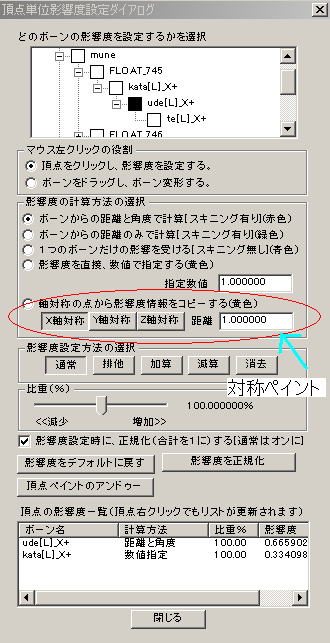 頂点単位影響度設定ダイアログ
どのボーンの影響度を設定するかを選択
mune
FLOAT_745
kata[L]_X+
ude[L]_X+
te[L]_X+
FLOAT_746
マウス左クリックの役割
頂点をクリックし、影響度を設定する。
ボーンをドラッグし、ボーン変形する。
影響度の計算方法の選択
ボーンからの距離と角度で計算[スキニング有り](赤色)
ボーンからの距離のみで計算[スキニング有り](緑色)
1つのボーンだけの影響を受ける[スキニング無し](青色)
影響度を直接、数値で指定する(黄色)
指定数値 1.000000
軸対称の点から影響度情報をコピーする(黄色)
X軸対称 Y軸対称 Z軸対称 距離 1.000000
影響度設定方法の選択
通常 排他 加算 減算 消去
対称ペイント
比重(%)
100.00000%
<<減少 増加>>
影響度設定時に、正規化(合計を1に)する[通常はオンに]
影響度をデフォルトに戻す 影響度を正規化
頂点ペイントのアンドゥー
頂点の影響度一覧(頂点右クリックでもリストが更新されます)
ボーン名 計算方法 比重% 影響度
ude[L]_X+ 距離と角度 100.00 0.665902
kata[L]_X+ 数値指定 100.00 0.334098
閉じる